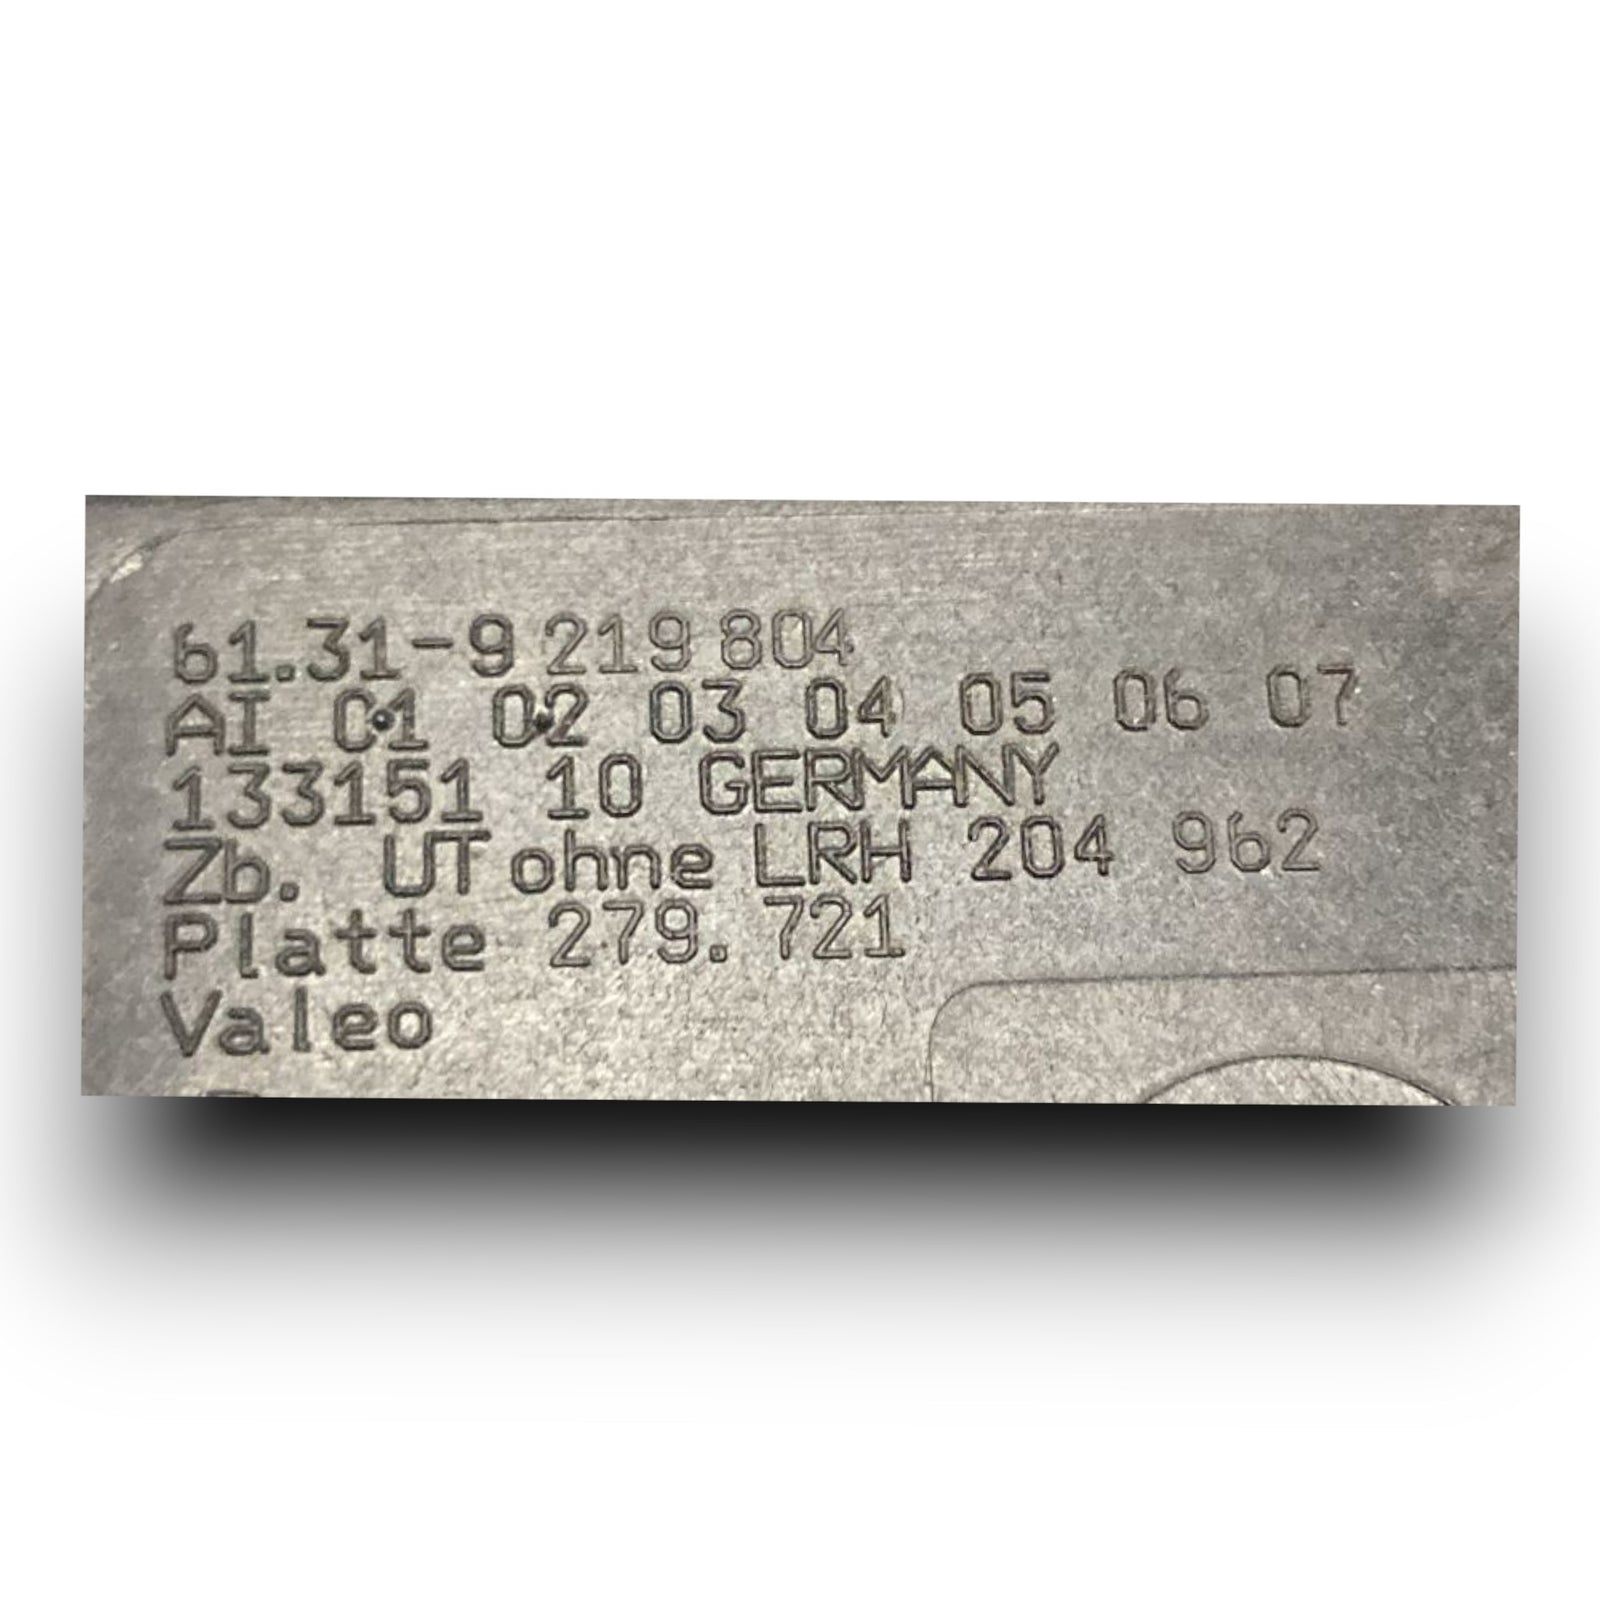 61.31-9 219 804
AI 01 02 03 04 05 06 07
133151 10 GERMANY
Zb. UT ohne LRH 204 962
Platte 279.721
Valeo